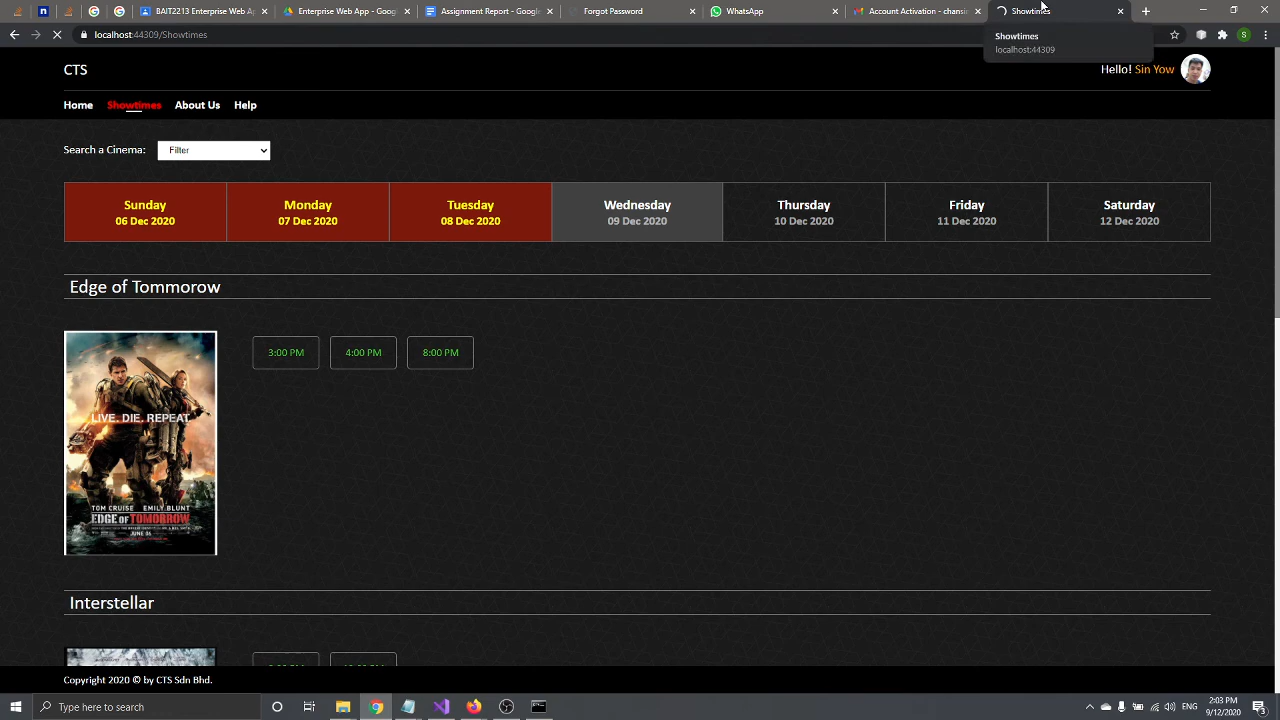 BAIT2213 Enterprise Web Ap
Enterprise Web App - Goog
Assignment Report - Google
Forgot Password
WhatsApp
Account Activation - chansin
Showtimes
localhost:44309/Showtimes
Showtimes
localhost:44309
CTS
Hello! Sin Yow
Home Showtimes About Us Help
Search a Cinema: Filter
Sunday Monday Tuesday Wednesday Thursday Friday Saturday
06 Dec 2020 07 Dec 2020 08 Dec 2020 09 Dec 2020 10 Dec 2020 11 Dec 2020 12 Dec 2020
Edge of Tommorow
3:00 PM 4:00 PM 8:00 PM
LIVE. DIE. REPEAT.
TOM CRUISE EMILY BLUNT
EDGE OF TOMORROW
JUNE 06
Interstellar
Copyright 2020 © by CTS Sdn Bhd.
Type here to search
ENG
2:03 PM
9/12/2020